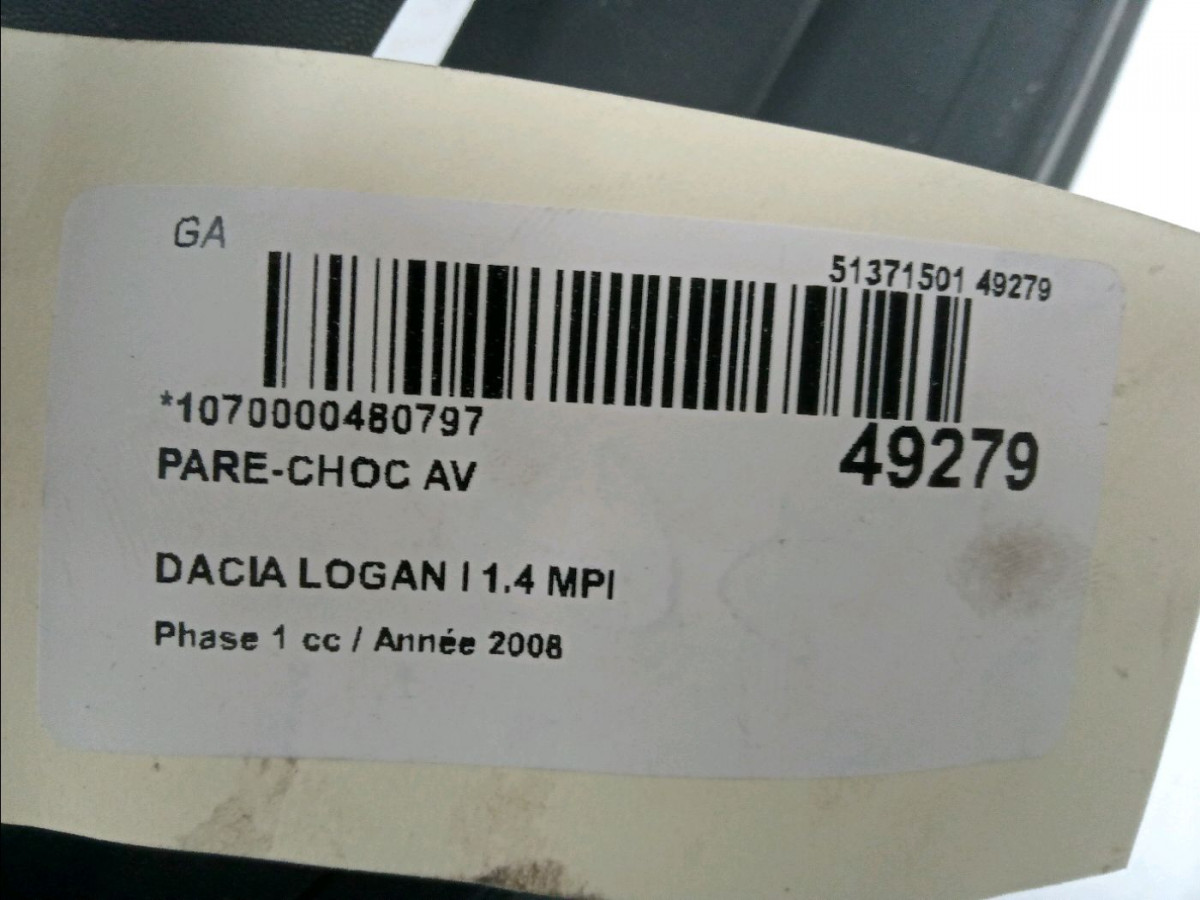 GA
51371501 49279
*1070000480797
49279
PARE-CHOC AV
DACIA LOGAN I 1.4 MPI
Phase 1 cc / Année 2008